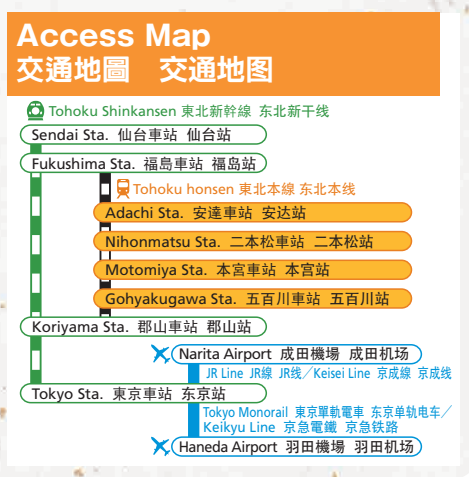 Access Map
交通地圖 交通地图
Tohoku Shinkansen 東北新幹線 东北新干线
Sendai Sta. 仙台車站 仙台站
Fukushima Sta. 福島車站 福岛站
Tohoku honsen 東北本線 东北本线
Adachi Sta. 安達車站 安达站
Nihonmatsu Sta. 二本松車站 二本松站
Motomiya Sta. 本宮車站 本宫站
Gohyakugawa Sta. 五百川車站 五百川站
Koriyama Sta. 郡山車站 郡山站
Narita Airport 成田機場 成田机场
JR Line JR線 JR线／Keisei Line 京成線 京成线
Tokyo Sta. 東京車站 东京站
Tokyo Monorail 東京單軌電車 东京单轨电车／
Keikyu Line 京急電鐵 京急铁路
Haneda Airport 羽田機場 羽田机场